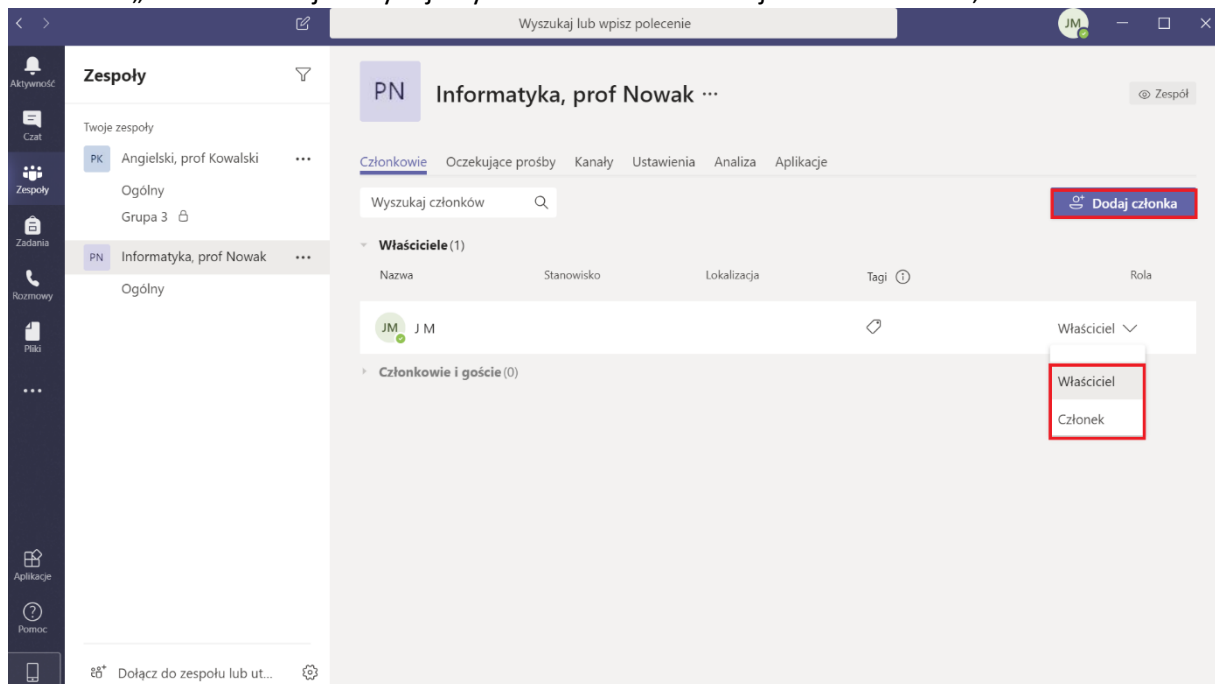 Wyszukaj lub wpisz polecenie
JM
Aktywność
Czat
Zespoły
Zadania
Rozmowy
Pliki
Aplikacje
Pomoc
Zespoły
Twoje zespoły
PK Angielski, prof Kowalski ...
Ogólny
Grupa 3
PN Informatyka, prof Nowak ...
Ogólny
Dołącz do zespołu lub ut...
PN Informatyka, prof Nowak ...
Zespół
Członkowie Oczekujące prośby Kanały Ustawienia Analiza Aplikacje
Wyszukaj członków
Dodaj członka
Właściciele (1)
Nazwa Stanowisko Lokalizacja Tagi Rola
JM J M Właściciel
Członkowie i goście (0)
Właściciel
Członek